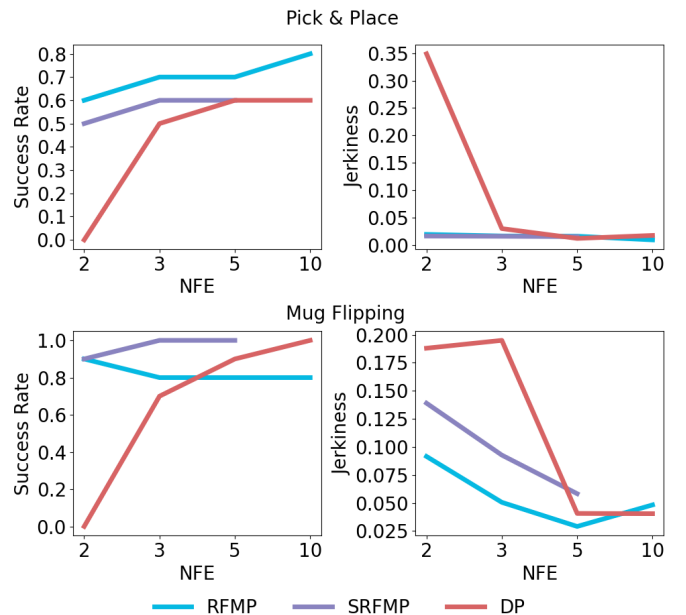 Pick & Place
Success Rate
0.8
0.7
0.6
0.5
0.4
0.3
0.2
0.1
0.0
2 3 5 10
NFE
Jerkiness
0.35
0.30
0.25
0.20
0.15
0.10
0.05
0.00
2 3 5 10
NFE
Mug Flipping
Success Rate
1.0
0.8
0.6
0.4
0.2
0.0
2 3 5 10
NFE
Jerkiness
0.200
0.175
0.150
0.125
0.100
0.075
0.050
0.025
2 3 5 10
NFE
RFMP SRFMP DP